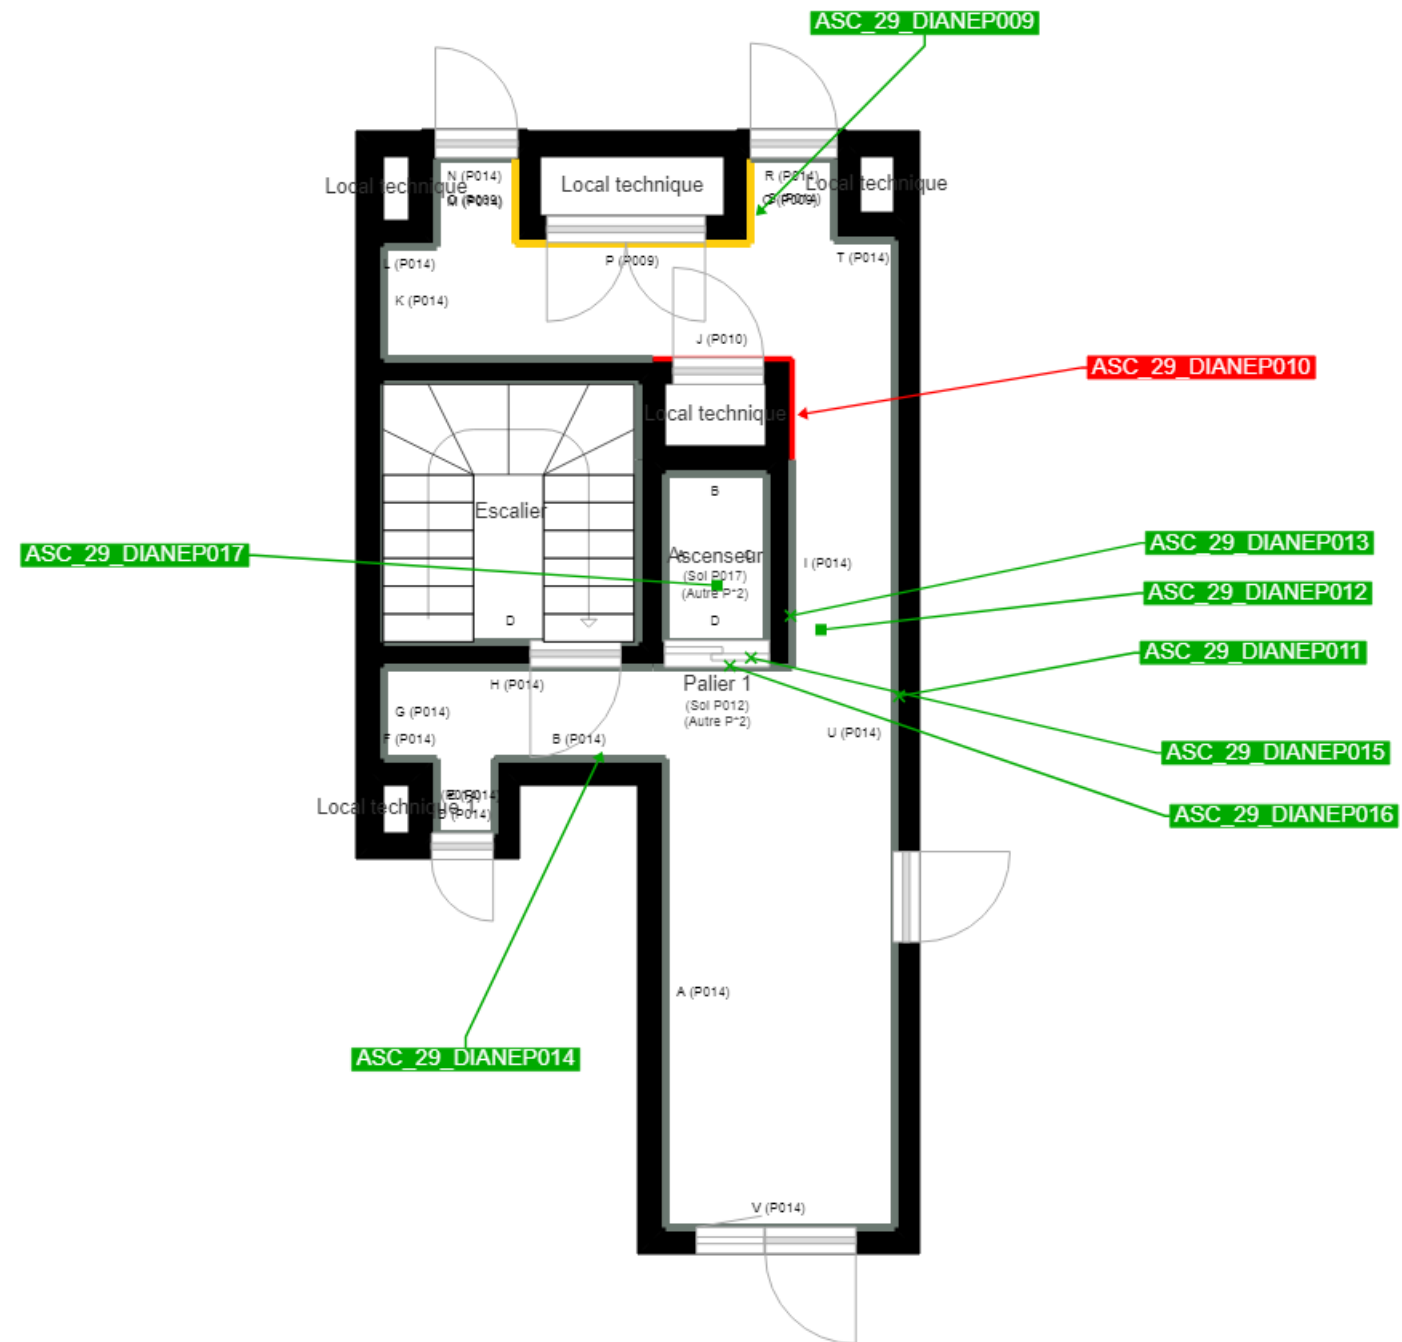 ASC_29_DIANEP009
N (P014)
R (P014)
Local technique
Local technique
Local technique
M (P014)
L (P014)
P (P009)
T (P014)
K (P014)
J (P010)
ASC_29_DIANEP010
Local technique
B
Escalier
ASC_29_DIANEP013
ASC_29_DIANEP017
Ascenseur
I (P014)
(Sol P017)
(Autre P*2)
ASC_29_DIANEP012
D
D
ASC_29_DIANEP011
H (P014)
Palier 1
(Sol P012)
(Autre P*2)
G (P014)
F (P014)
B (P014)
U (P014)
ASC_29_DIANEP015
Local technique 1
D (P014)
ASC_29_DIANEP016
A (P014)
ASC_29_DIANEP014
V (P014)